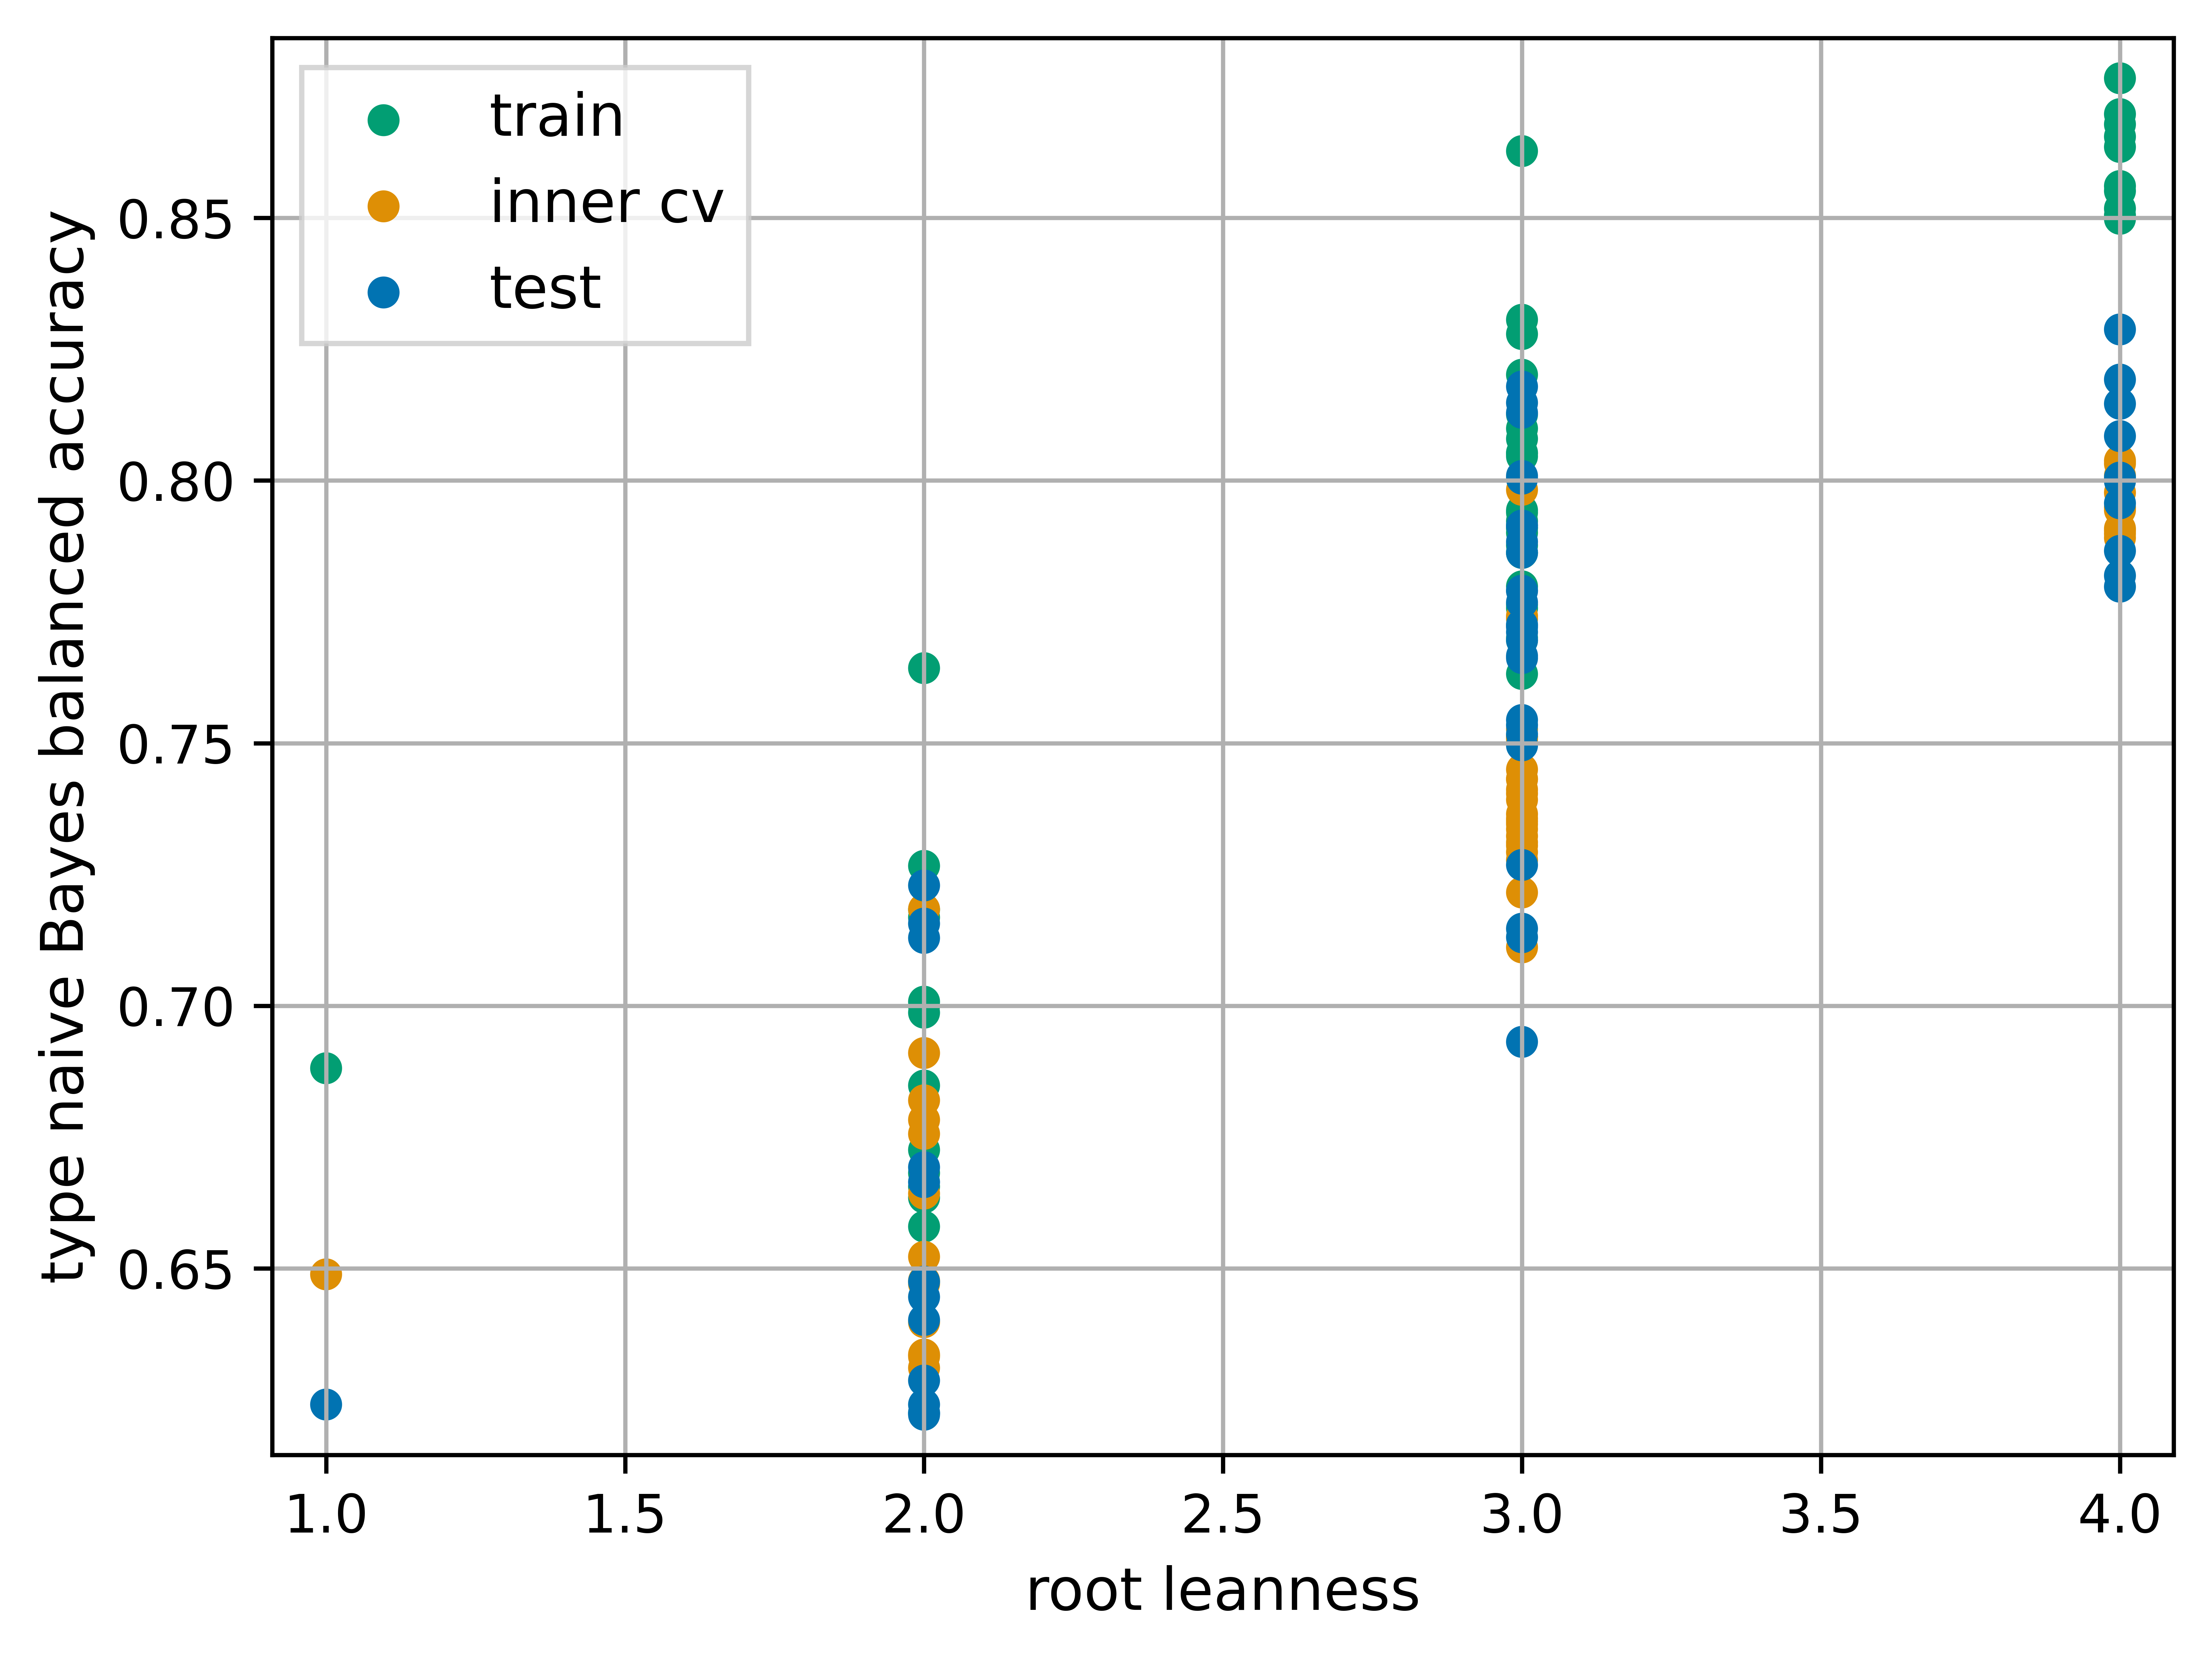 train
inner cv
test
type naive Bayes balanced accuracy
0.85
0.80
0.75
0.70
0.65
1.0 1.5 2.0 2.5 3.0 3.5 4.0
root leanness